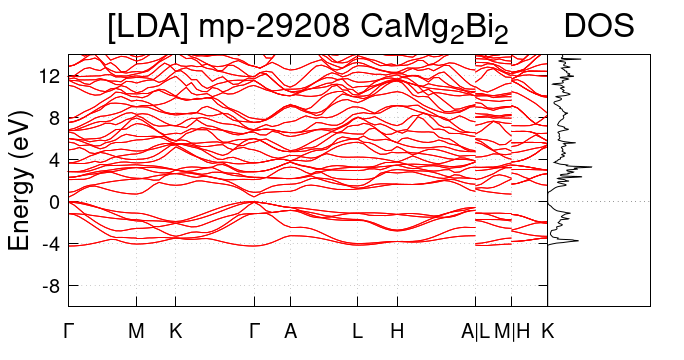 [LDA] mp-29208 CaMg₂Bi₂ DOS
Energy (eV)
12
8
4
0
-4
-8
Γ M K Γ A L H A|L M|H K